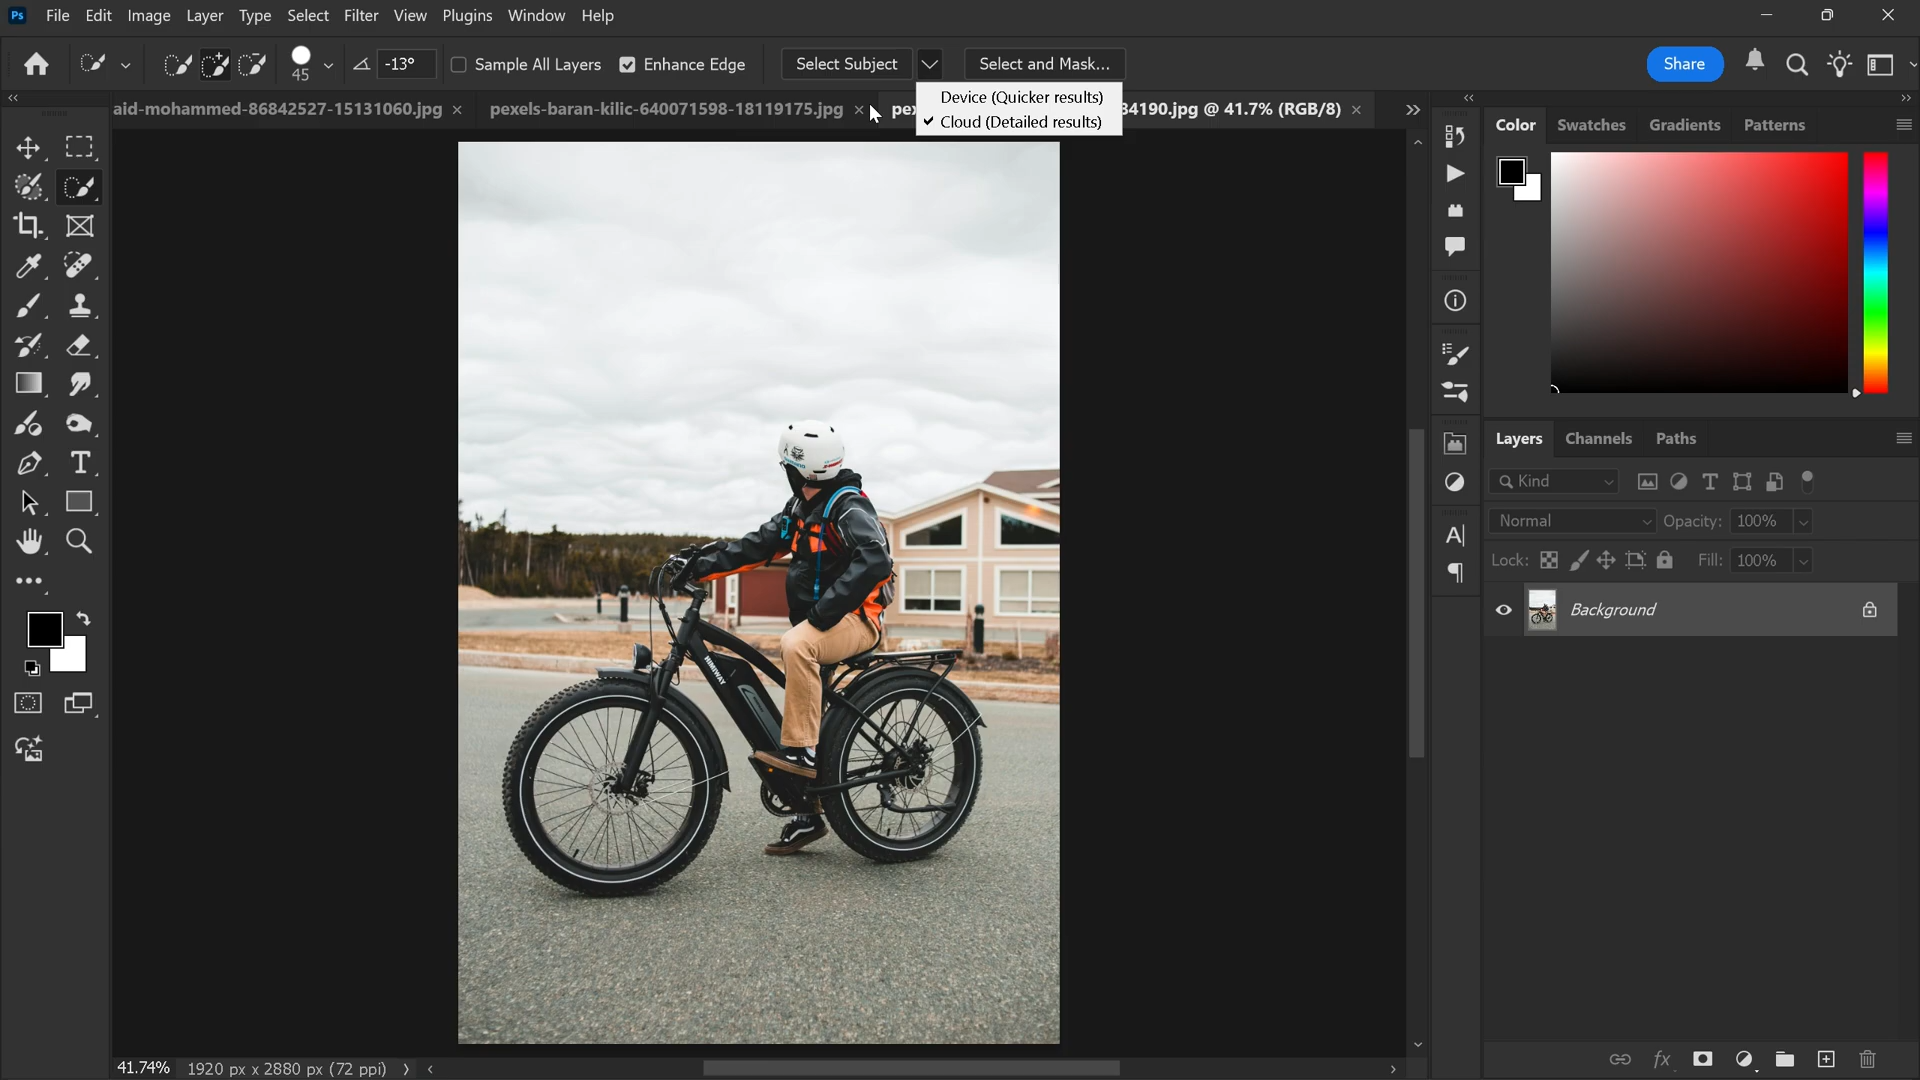 Ps File Edit Image Layer Type Select Filter View Plugins Window Help
45 -13° Sample All Layers Enhance Edge Select Subject Select and Mask... Share
aid-mohammed-86842527-15131060.jpg × pexels-baran-kilic-640071598-18119175.jpg × pe 34190.jpg @ 41.7% (RGB/8) ×
Device (Quicker results)
Cloud (Detailed results)
Color Swatches Gradients Patterns
Layers Channels Paths
Kind
Normal Opacity: 100%
Lock: Fill: 100%
Background
HIMIWAY
fx
41.74% 1920 px x 2880 px (72 ppi)